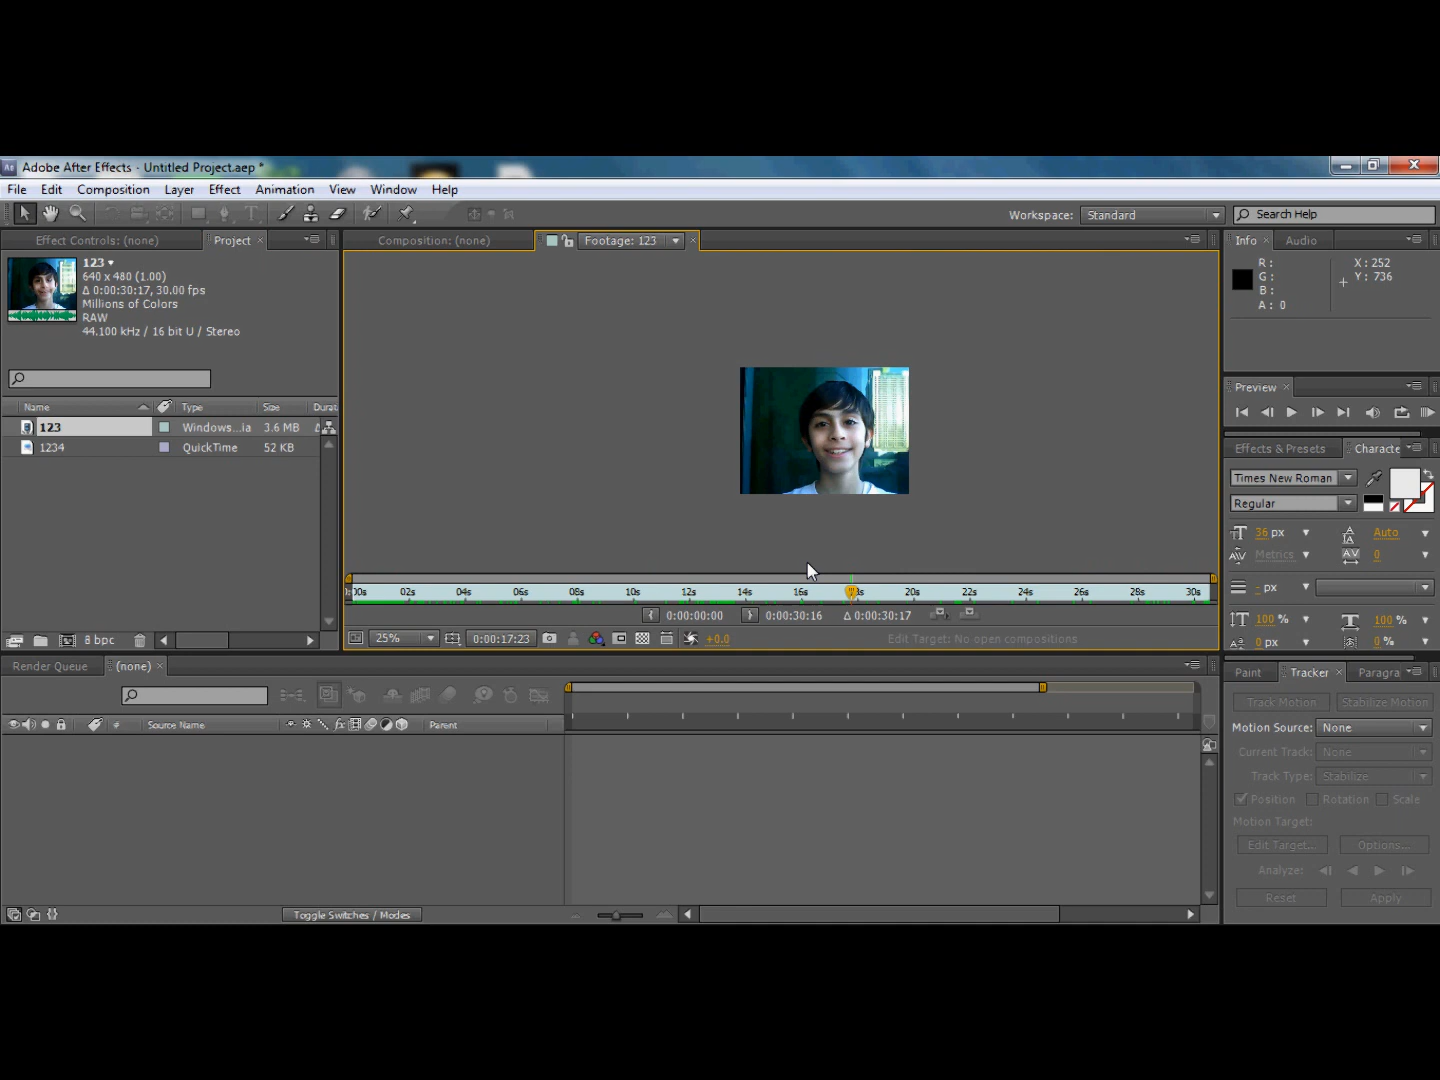 Adobe After Effects - Untitled Project.aep *
File Edit Composition Layer Effect Animation View Window Help
Workspace: Standard Search Help
Effect Controls: (none) Project Composition: (none) Footage: 123 Info Audio
123
640 x 480 (1.00)
Δ 0:00:30:17, 30.00 fps
Millions of Colors
RAW
44.100 kHz / 16 bit U / Stereo
R :
G :
B :
A : 0
X : 252
Y : 736
Preview
Name Type Size Durat
123 Windows...ia 3.6 MB
1234 QuickTime 52 KB
Effects & Presets Characte
Times New Roman
Regular
36 px Auto
Metrics 0
- px
100 % 100 %
0 px 0 %
02s 04s 06s 08s 10s 12s 14s 16s 20s 22s 24s 26s 28s 30s
0:00:00:00 0:00:30:16 Δ 0:00:30:17
8 bpc 25% 0:00:17:23 +0.0 Edit Target: No open compositions
Render Queue (none)
# Source Name Parent
Toggle Switches / Modes
Paint Tracker Paragra
Track Motion Stabilize Motion
Motion Source: None
Current Track: None
Track Type: Stabilize
Position Rotation Scale
Motion Target:
Edit Target... Options...
Analyze:
Reset Apply